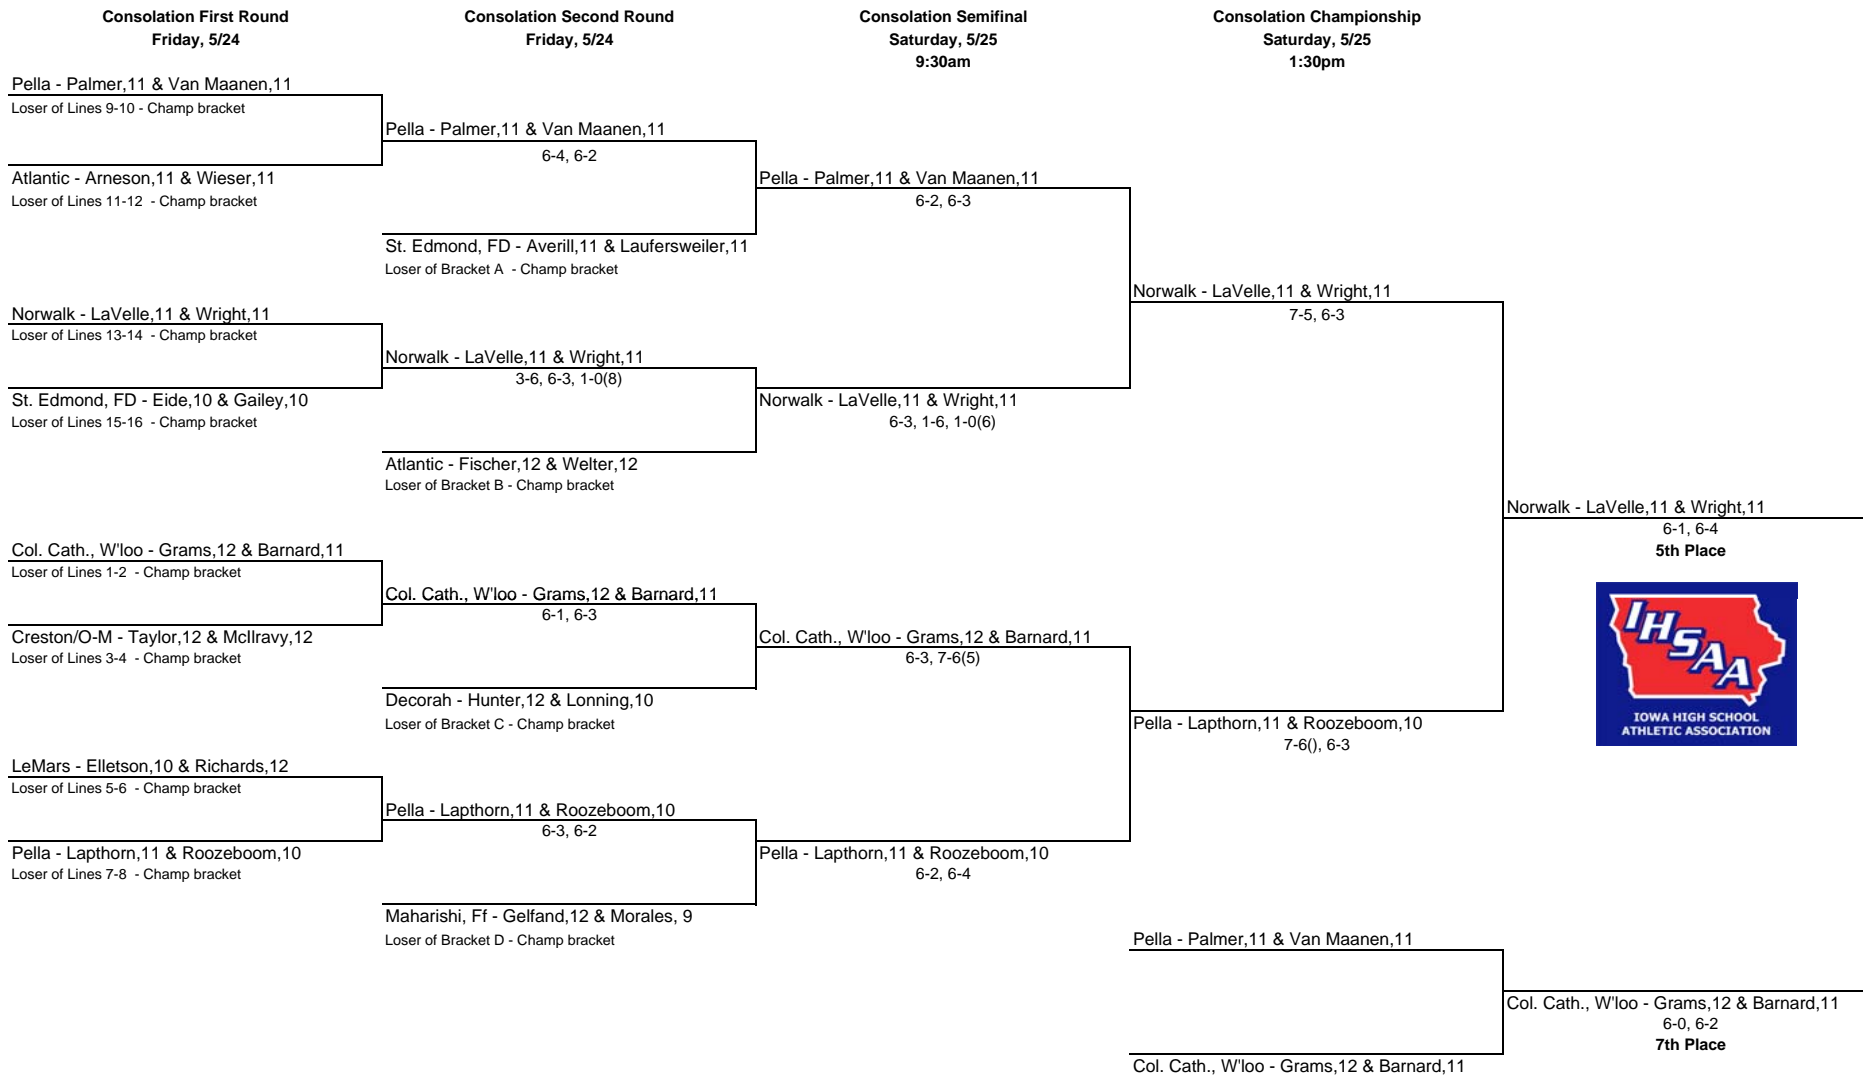 Consolation First Round
Friday, 5/24
Consolation Second Round
Friday, 5/24
Consolation Semifinal
Saturday, 5/25
9:30am
Consolation Championship
Saturday, 5/25
1:30pm
Pella - Palmer,11 & Van Maanen,11
Loser of Lines 9-10 - Champ bracket
Atlantic - Arneson,11 & Wieser,11
Loser of Lines 11-12 - Champ bracket
Norwalk - LaVelle,11 & Wright,11
Loser of Lines 13-14 - Champ bracket
St. Edmond, FD - Eide,10 & Gailey,10
Loser of Lines 15-16 - Champ bracket
Col. Cath., W'loo - Grams,12 & Barnard,11
Loser of Lines 1-2 - Champ bracket
Creston/O-M - Taylor,12 & McIlravy,12
Loser of Lines 3-4 - Champ bracket
LeMars - Elletson,10 & Richards,12
Loser of Lines 5-6 - Champ bracket
Pella - Lapthorn,11 & Roozeboom,10
Loser of Lines 7-8 - Champ bracket
Pella - Palmer,11 & Van Maanen,11
6-4, 6-2
St. Edmond, FD - Averill,11 & Laufersweiler,11
Loser of Bracket A - Champ bracket
Norwalk - LaVelle,11 & Wright,11
3-6, 6-3, 1-0(8)
Atlantic - Fischer,12 & Welter,12
Loser of Bracket B - Champ bracket
Col. Cath., W'loo - Grams,12 & Barnard,11
6-1, 6-3
Decorah - Hunter,12 & Lonning,10
Loser of Bracket C - Champ bracket
Pella - Lapthorn,11 & Roozeboom,10
6-3, 6-2
Maharishi, Ff - Gelfand,12 & Morales, 9
Loser of Bracket D - Champ bracket
Pella - Palmer,11 & Van Maanen,11
6-2, 6-3
Norwalk - LaVelle,11 & Wright,11
6-3, 1-6, 1-0(6)
Col. Cath., W'loo - Grams,12 & Barnard,11
6-3, 7-6(5)
Pella - Lapthorn,11 & Roozeboom,10
6-2, 6-4
Norwalk - LaVelle,11 & Wright,11
7-5, 6-3
Pella - Lapthorn,11 & Roozeboom,10
7-6(), 6-3
Pella - Palmer,11 & Van Maanen,11
Col. Cath., W'loo - Grams,12 & Barnard,11
Norwalk - LaVelle,11 & Wright,11
6-1, 6-4
5th Place
IHSAA
IOWA HIGH SCHOOL
ATHLETIC ASSOCIATION
Col. Cath., W'loo - Grams,12 & Barnard,11
6-0, 6-2
7th Place